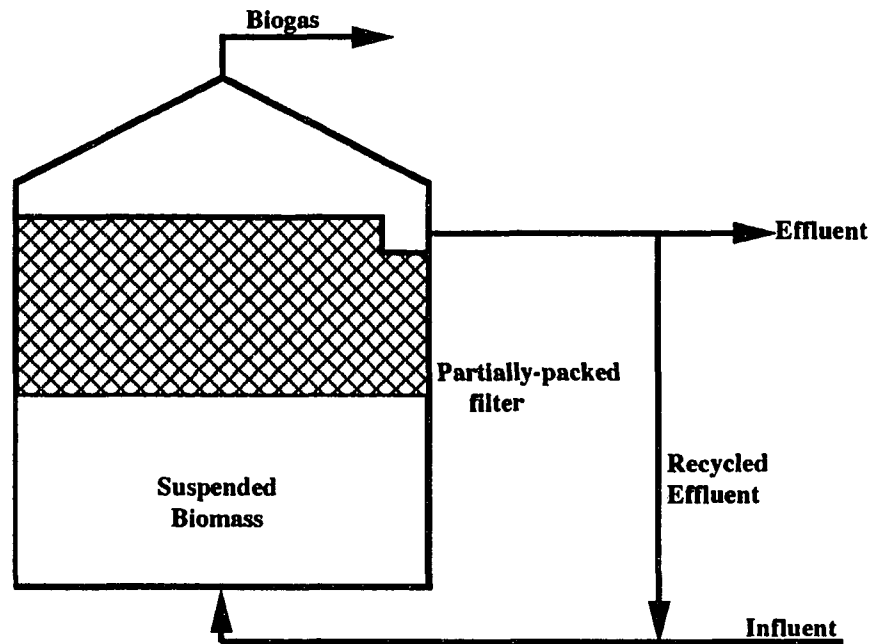 Biogas
Effluent
Partially-packed
filter
Recycled
Effluent
Suspended
Biomass
Influent